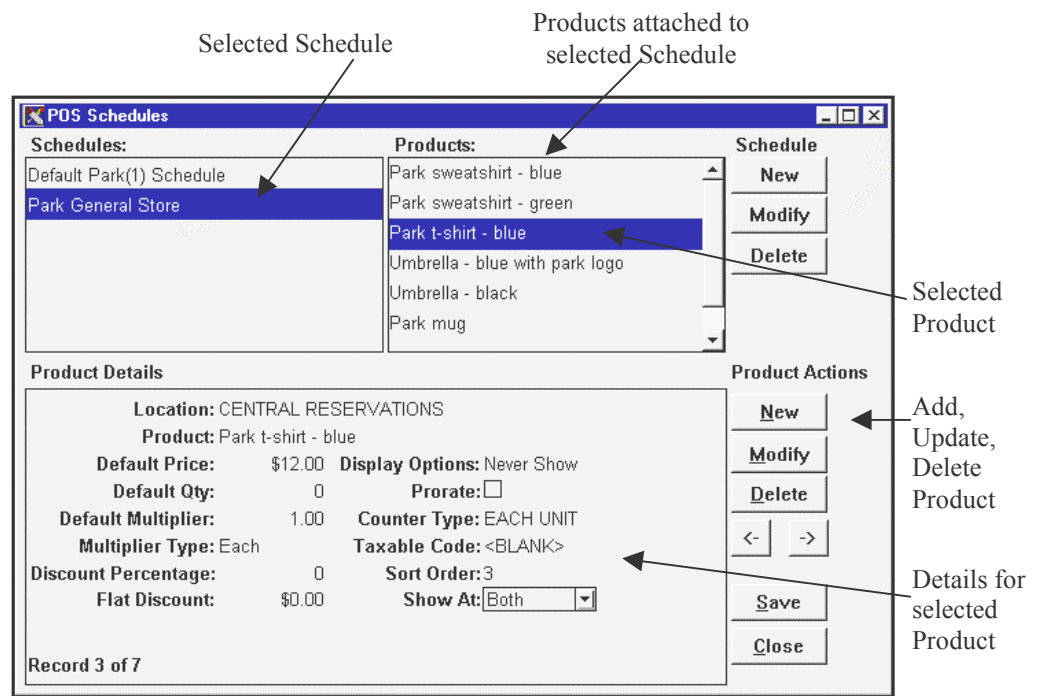 Selected Schedule
Products attached to
selected Schedule
POS Schedules
Schedules:
Products:
Schedule
Default Park(1) Schedule
Park General Store
Park sweatshirt - blue
Park sweatshirt - green
Park t-shirt - blue
Umbrella - blue with park logo
Umbrella - black
Park mug
New
Modify
Delete
Selected
Product
Product Details
Product Actions
Location: CENTRAL RESERVATIONS
Product: Park t-shirt - blue
Default Price: $12.00 Display Options: Never Show
Default Qty: 0 Prorate:
Default Multiplier: 1.00 Counter Type: EACH UNIT
Multiplier Type: Each Taxable Code: <BLANK>
Discount Percentage: 0 Sort Order: 3
Flat Discount: $0.00 Show At: Both
Record 3 of 7
New
Modify
Delete
<- ->
Save
Close
Add,
Update,
Delete
Product
Details for
selected
Product